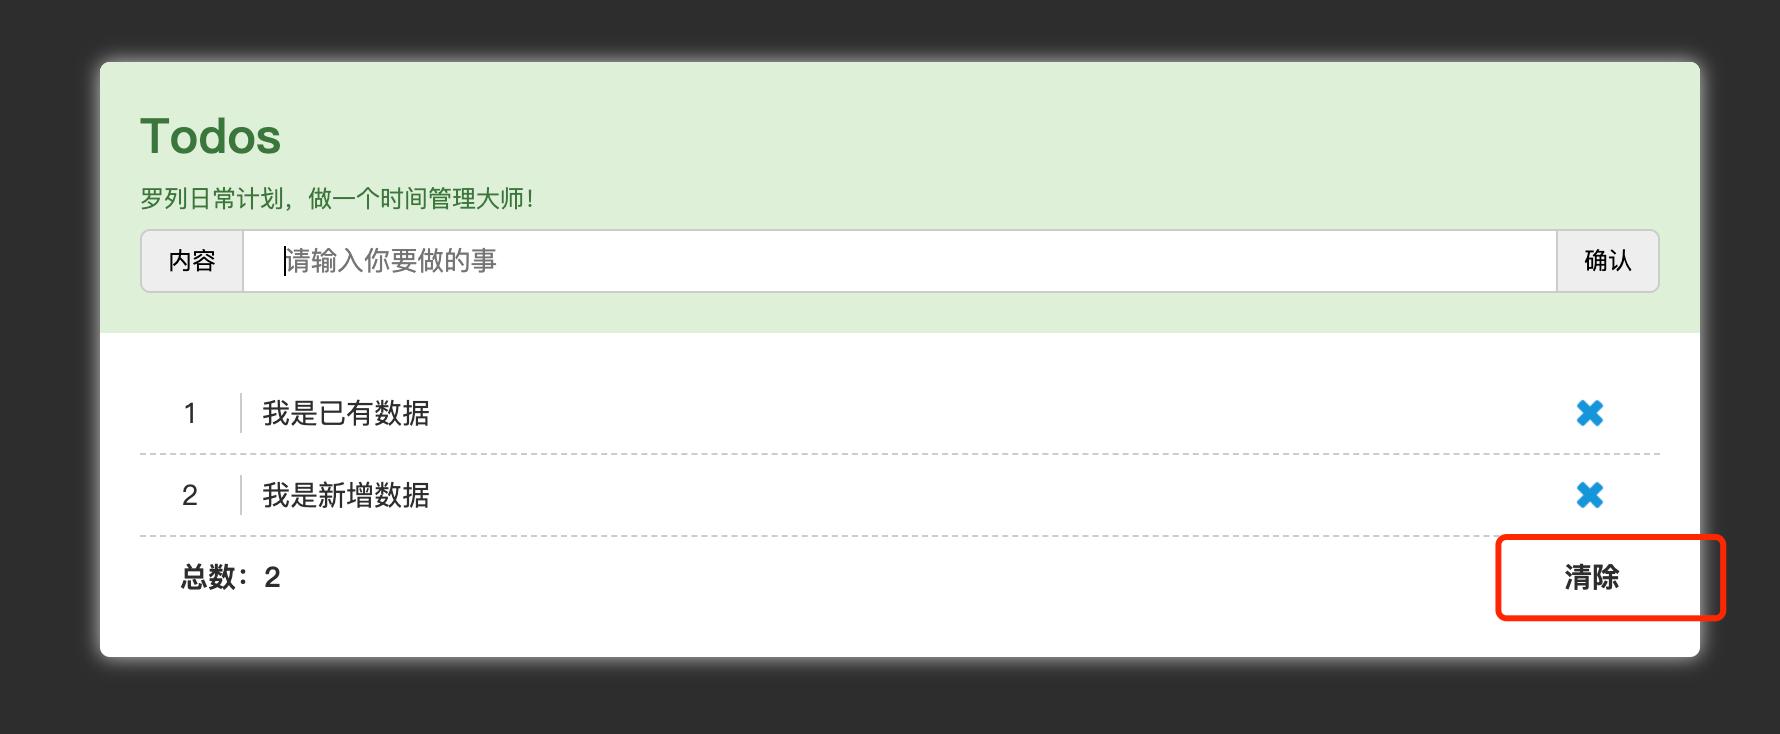 Todos
罗列日常计划，做一个时间管理大师！
内容 请输入你要做的事 确认
1 我是已有数据
2 我是新增数据
总数：2 清除